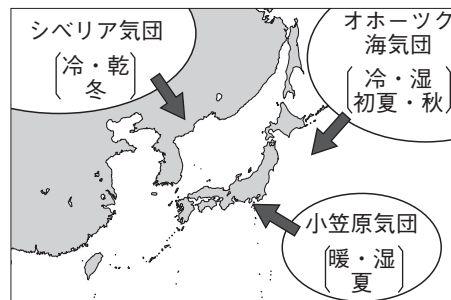 シベリア気団
冷・乾
冬
オホーツク
海気団
冷・湿
初夏・秋
小笠原気団
暖・湿
夏